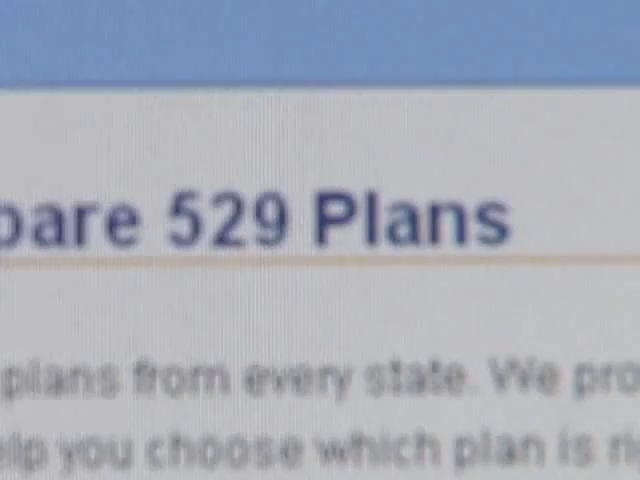 pare 529 Plans
plans from every state. We pro
elp you choose which plan is ri